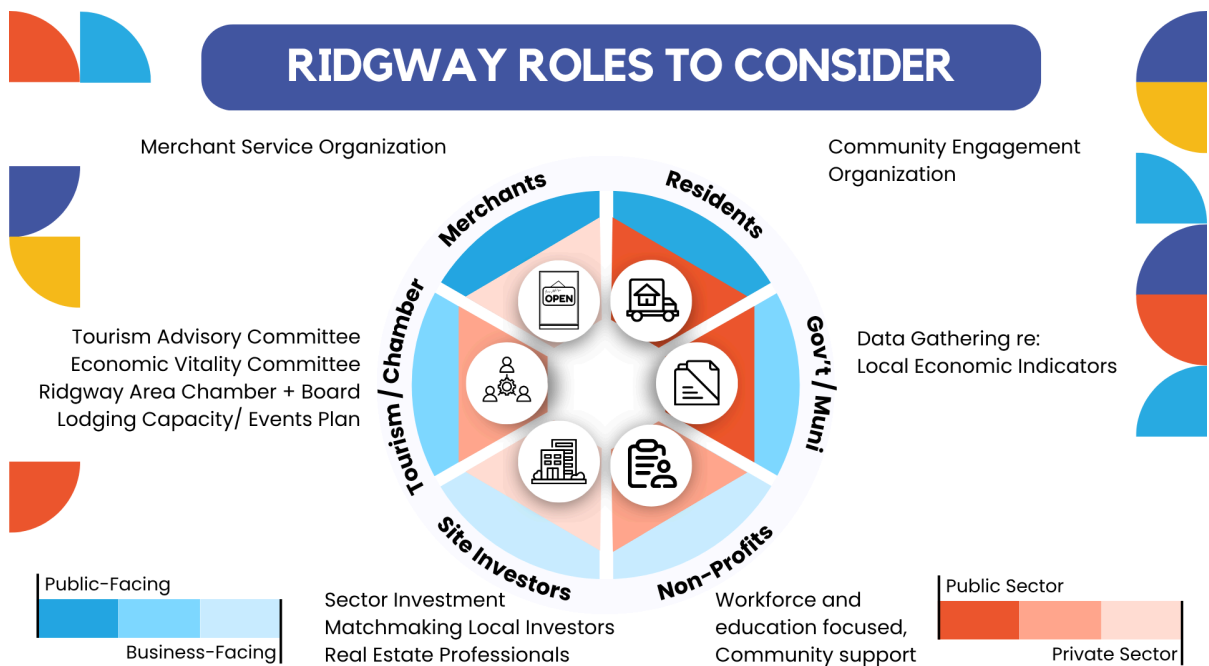 RIDGWAY ROLES TO CONSIDER
Merchant Service Organization
Community Engagement
Organization
Merchants
Residents
Tourism / Chamber
Gov't / Muni
Site Investors
Non-Profits
OPEN
Tourism Advisory Committee
Economic Vitality Committee
Ridgway Area Chamber + Board
Lodging Capacity/ Events Plan
Data Gathering re:
Local Economic Indicators
Sector Investment
Matchmaking Local Investors
Real Estate Professionals
Workforce and
education focused,
Community support
Public-Facing
Business-Facing
Public Sector
Private Sector